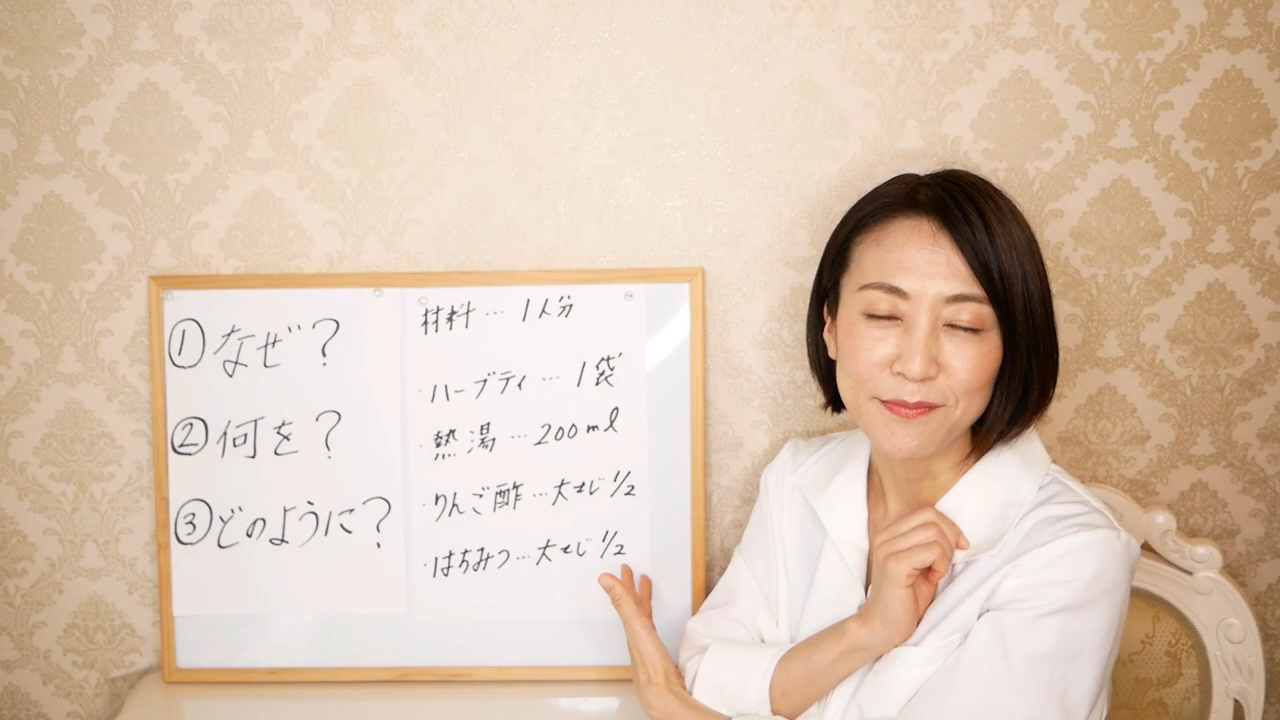 ① なぜ？
② 何を？
③ どのように？
材料…1人分
・ハーブティ…1袋
・熱湯…200ml
・りんご酢…大さじ1/2
・はちみつ…大さじ1/2